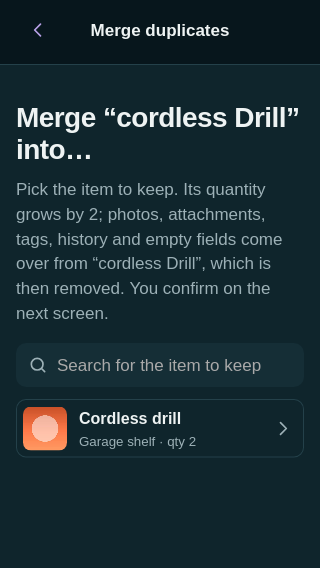 Merge duplicates
Merge “cordless Drill”
into…
Pick the item to keep. Its quantity
grows by 2; photos, attachments,
tags, history and empty fields come
over from “cordless Drill”, which is
then removed. You confirm on the
next screen.
Search for the item to keep
Cordless drill
Garage shelf · qty 2